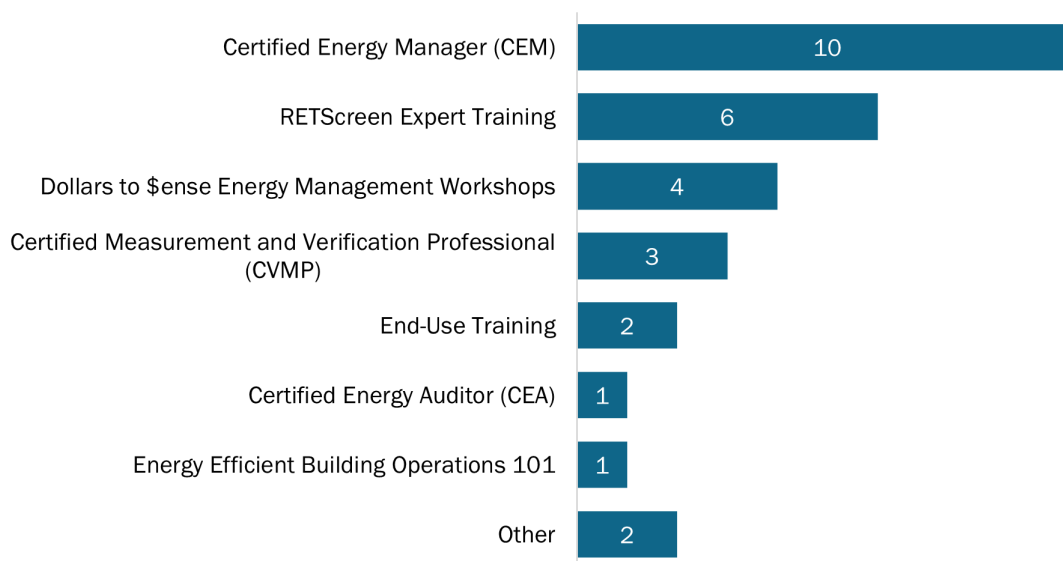 Certified Energy Manager (CEM)
10
RETScreen Expert Training
6
Dollars to $ense Energy Management Workshops
4
Certified Measurement and Verification Professional
(CVMP)
3
End-Use Training
2
Certified Energy Auditor (CEA)
1
Energy Efficient Building Operations 101
1
Other
2